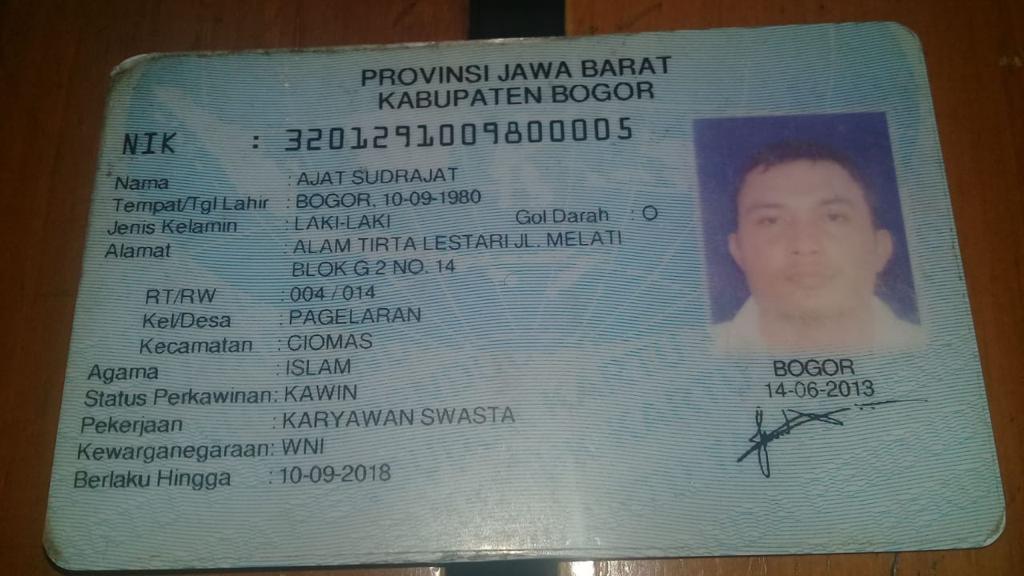 PROVINSI JAWA BARAT
KABUPATEN BOGOR
NIK : 3201291009800005
Nama : AJAT SUDRAJAT
Tempat/Tgl Lahir : BOGOR, 10-09-1980
Jenis Kelamin : LAKI-LAKI Gol Darah : O
Alamat : ALAM TIRTA LESTARI JL. MELATI
BLOK G 2 NO. 14
RT/RW : 004 / 014
Kel/Desa : PAGELARAN
Kecamatan : CIOMAS
Agama : ISLAM
Status Perkawinan: KAWIN
Pekerjaan : KARYAWAN SWASTA
Kewarganegaraan: WNI
Berlaku Hingga : 10-09-2018
BOGOR
14-06-2013